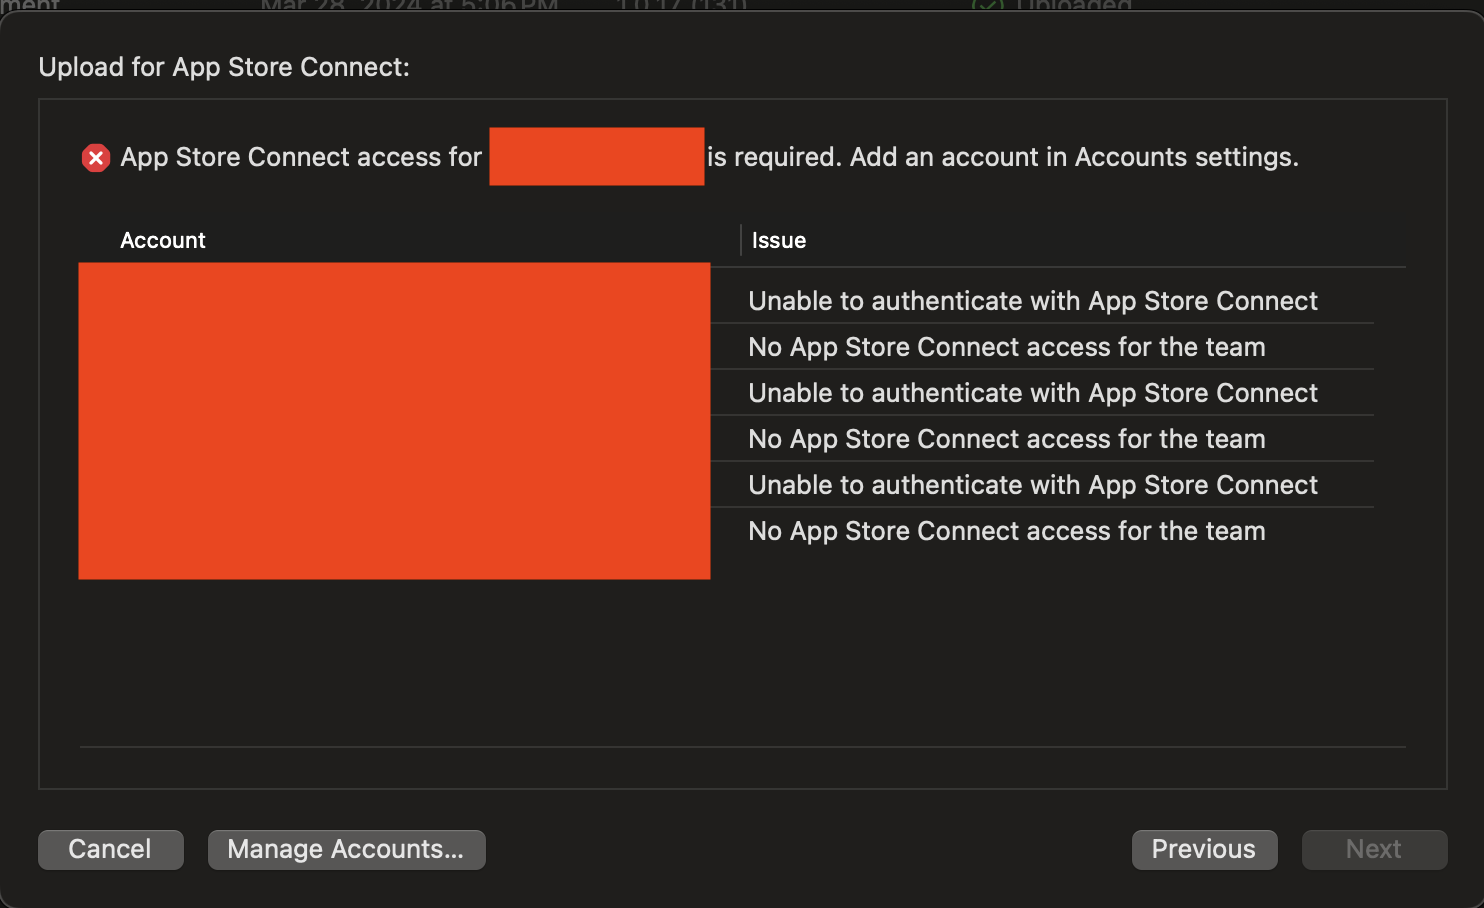 Mar 28, 2024 at 5:06 PM 1.0.17 (131) Uploaded
Upload for App Store Connect:
App Store Connect access for is required. Add an account in Accounts settings.
Account Issue
Unable to authenticate with App Store Connect
No App Store Connect access for the team
Unable to authenticate with App Store Connect
No App Store Connect access for the team
Unable to authenticate with App Store Connect
No App Store Connect access for the team
Cancel Manage Accounts... Previous Next